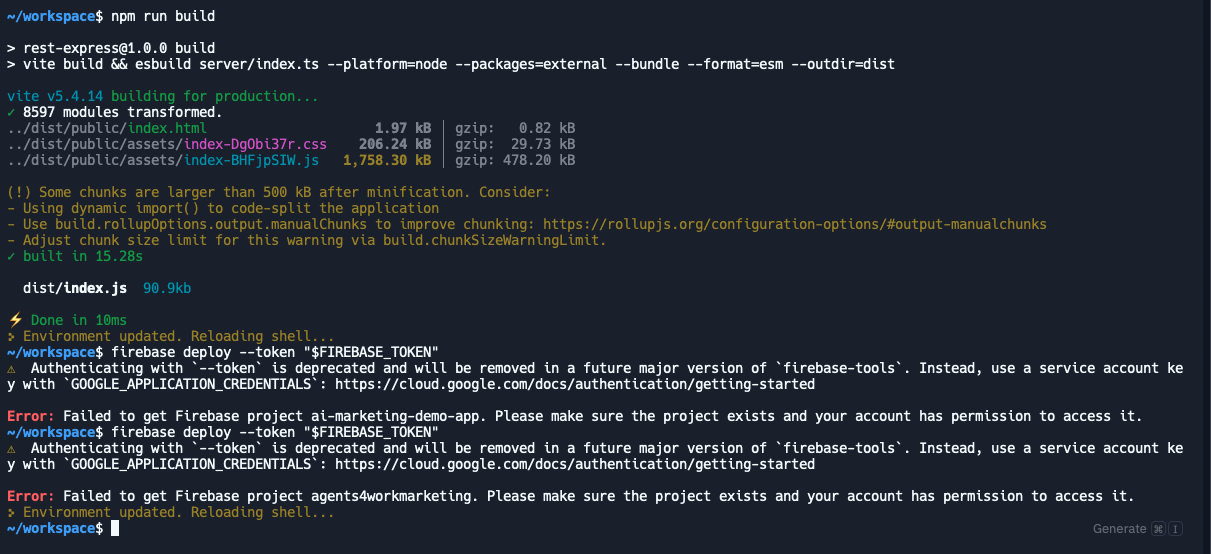 ~/workspace$ npm run build
> rest-express@1.0.0 build
> vite build && esbuild server/index.ts --platform=node --packages=external --bundle --format=esm --outdir=dist
vite v5.4.14 building for production...
✓ 8597 modules transformed.
../dist/public/index.html 1.97 kB │ gzip: 0.82 kB
../dist/public/assets/index-DgObi37r.css 206.24 kB │ gzip: 29.73 kB
../dist/public/assets/index-BHFjpSIW.js 1,758.30 kB │ gzip: 478.20 kB
(!) Some chunks are larger than 500 kB after minification. Consider:
- Using dynamic import() to code-split the application
- Use build.rollupOptions.output.manualChunks to improve chunking: https://rollupjs.org/configuration-options/#output-manualchunks
- Adjust chunk size limit for this warning via build.chunkSizeWarningLimit.
✓ built in 15.28s
dist/index.js 90.9kb
⚡ Done in 10ms
Environment updated. Reloading shell...
~/workspace$ firebase deploy --token "$FIREBASE_TOKEN"
⚠ Authenticating with `--token` is deprecated and will be removed in a future major version of `firebase-tools`. Instead, use a service account ke
y with `GOOGLE_APPLICATION_CREDENTIALS`: https://cloud.google.com/docs/authentication/getting-started
Error: Failed to get Firebase project ai-marketing-demo-app. Please make sure the project exists and your account has permission to access it.
~/workspace$ firebase deploy --token "$FIREBASE_TOKEN"
⚠ Authenticating with `--token` is deprecated and will be removed in a future major version of `firebase-tools`. Instead, use a service account ke
y with `GOOGLE_APPLICATION_CREDENTIALS`: https://cloud.google.com/docs/authentication/getting-started
Error: Failed to get Firebase project agents4workmarketing. Please make sure the project exists and your account has permission to access it.
Environment updated. Reloading shell...
~/workspace$
Generate ⌘ I